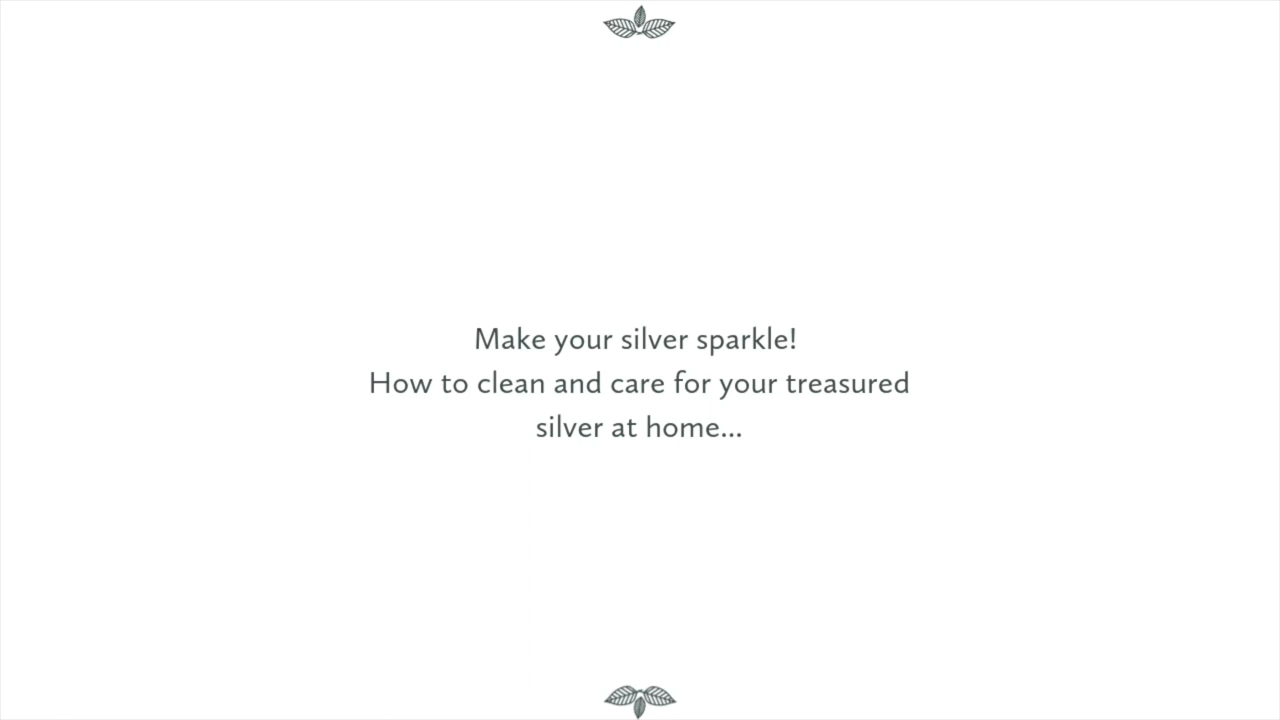 Make your silver sparkle!
How to clean and care for your treasured
silver at home...